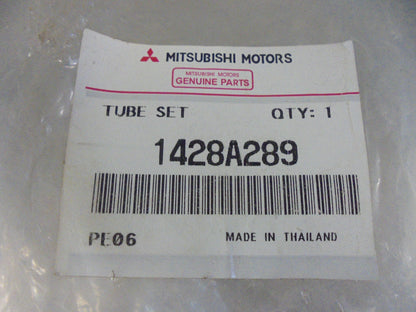 MITSUBISHI MOTORS
MITSUBISHI MOTORS
GENUINE PARTS
TUBE SET QTY: 1
1428A289
PE06 MADE IN THAILAND